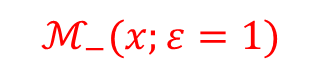 ℳ₋(x; ε = 1)